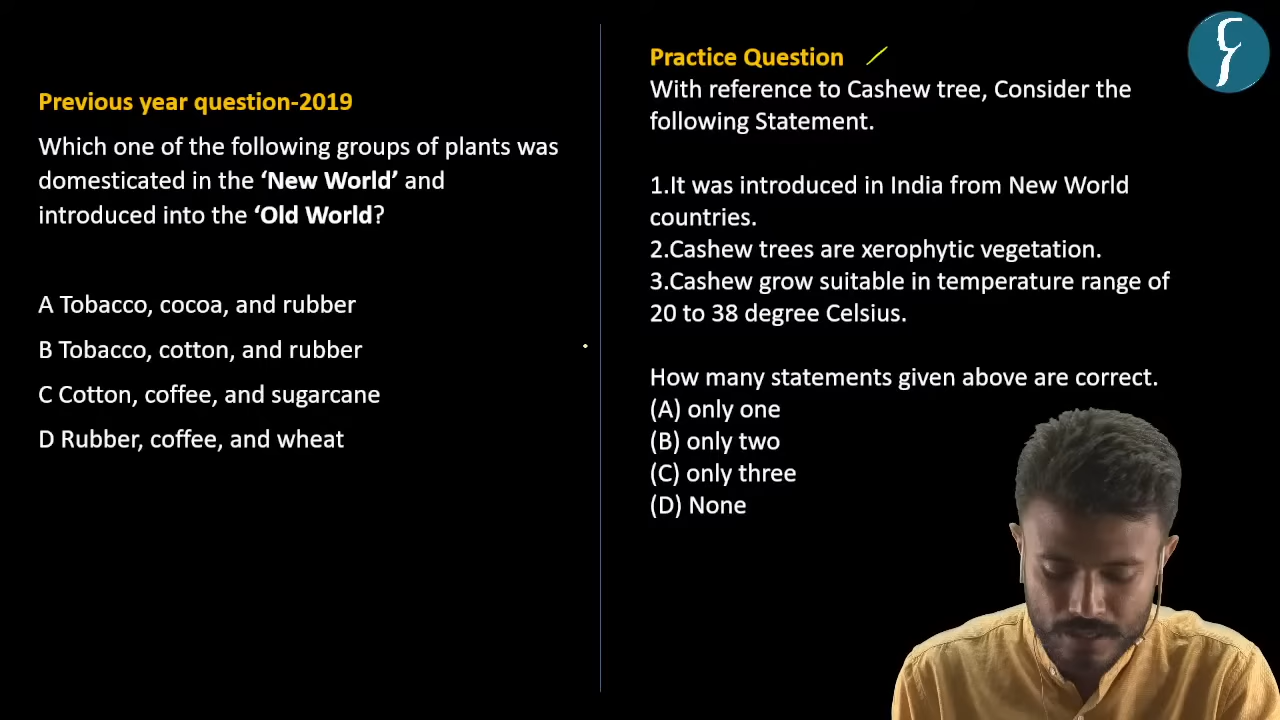 Previous year question-2019
Which one of the following groups of plants was
domesticated in the ‘New World’ and
introduced into the ‘Old World?
A Tobacco, cocoa, and rubber
B Tobacco, cotton, and rubber
C Cotton, coffee, and sugarcane
D Rubber, coffee, and wheat
Practice Question
With reference to Cashew tree, Consider the
following Statement.
1.It was introduced in India from New World
countries.
2.Cashew trees are xerophytic vegetation.
3.Cashew grow suitable in temperature range of
20 to 38 degree Celsius.
How many statements given above are correct.
(A) only one
(B) only two
(C) only three
(D) None